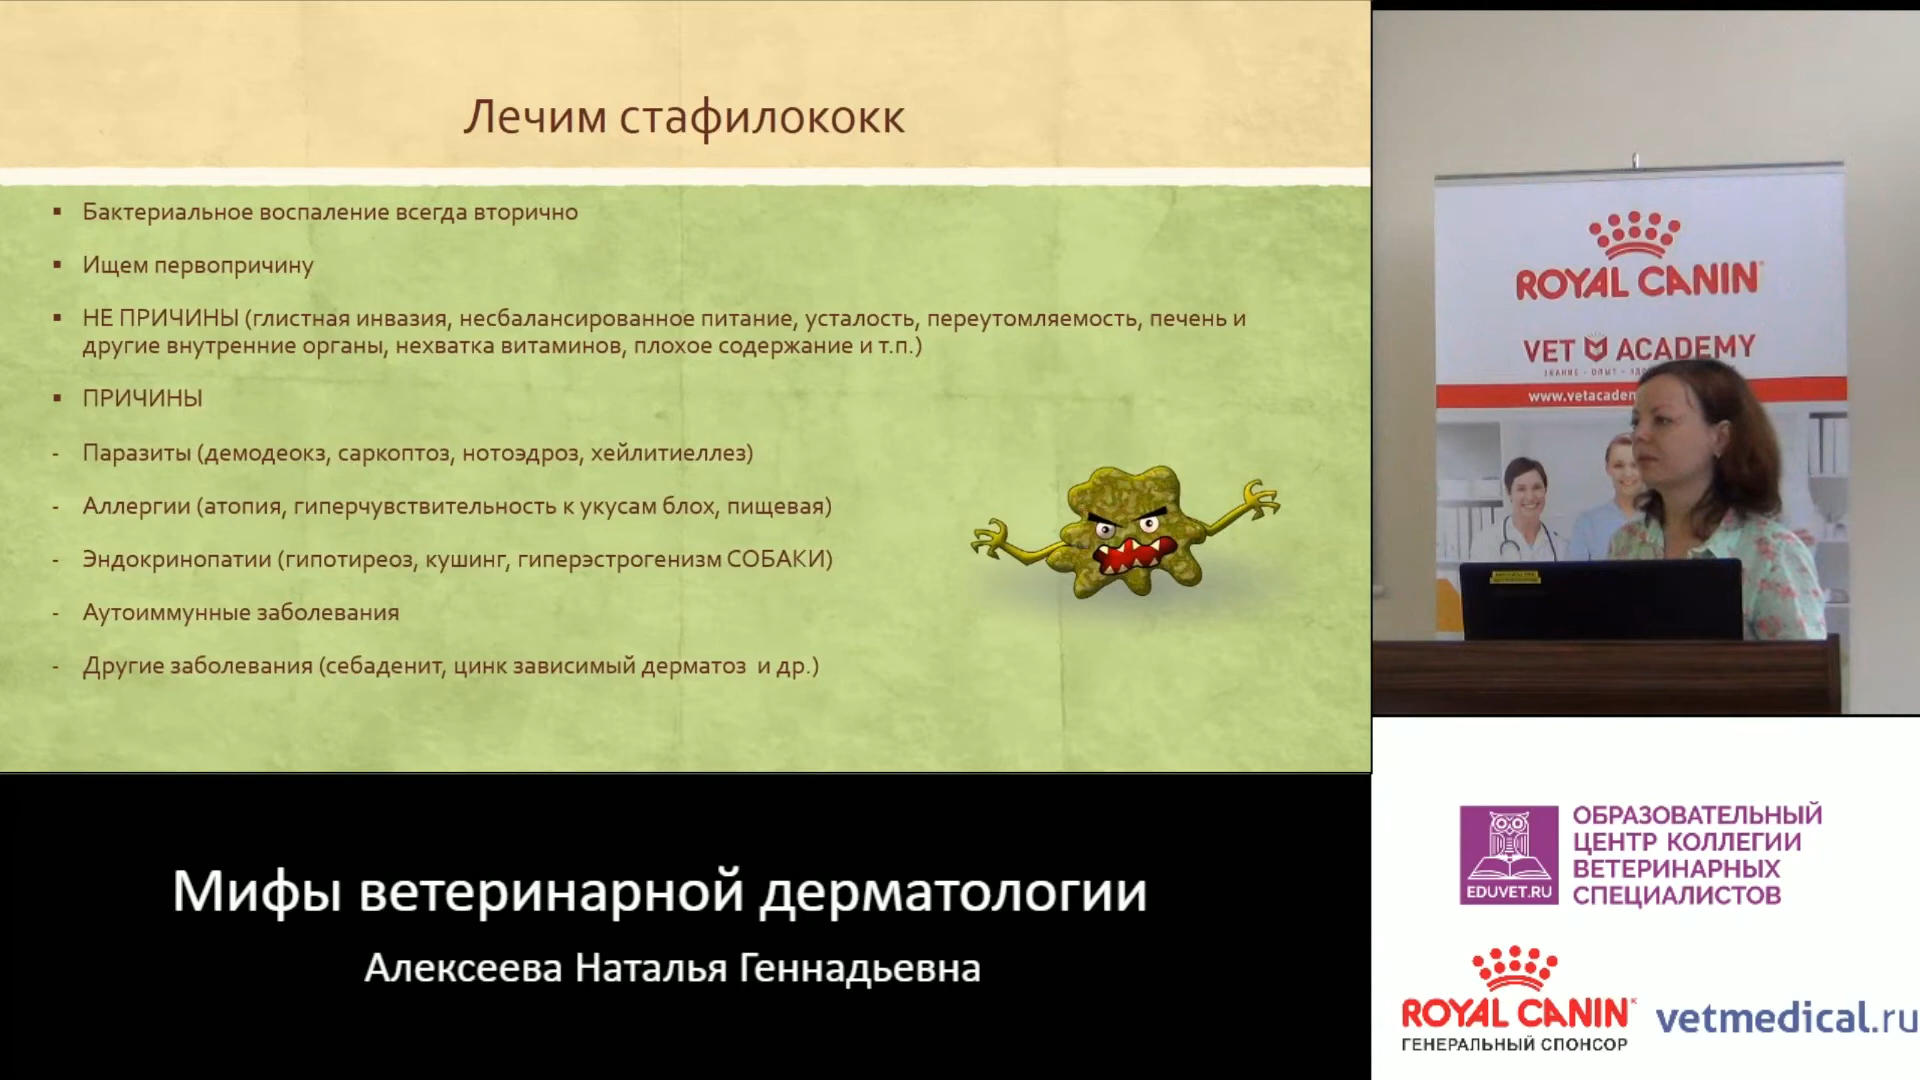 Лечим стафилококк
▪ Бактериальное воспаление всегда вторично
▪ Ищем первопричину
▪ НЕ ПРИЧИНЫ (глистная инвазия, несбалансированное питание, усталость, переутомляемость, печень и
другие внутренние органы, нехватка витаминов, плохое содержание и т.п.)
▪ ПРИЧИНЫ
- Паразиты (демодеокз, саркоптоз, нотоэдроз, хейлитиеллез)
- Аллергии (атопия, гиперчувствительность к укусам блох, пищевая)
- Эндокринопатии (гипотиреоз, кушинг, гиперэстрогенизм СОБАКИ)
- Аутоиммунные заболевания
- Другие заболевания (себаденит, цинк зависимый дерматоз и др.)
Мифы ветеринарной дерматологии
Алексеева Наталья Геннадьевна
ROYAL CANIN
VET ACADEMY
www.vetacadem
EDUVET.RU
ОБРАЗОВАТЕЛЬНЫЙ
ЦЕНТР КОЛЛЕГИИ
ВЕТЕРИНАРНЫХ
СПЕЦИАЛИСТОВ
ROYAL CANIN
ГЕНЕРАЛЬНЫЙ СПОНСОР
vetmedical.ru